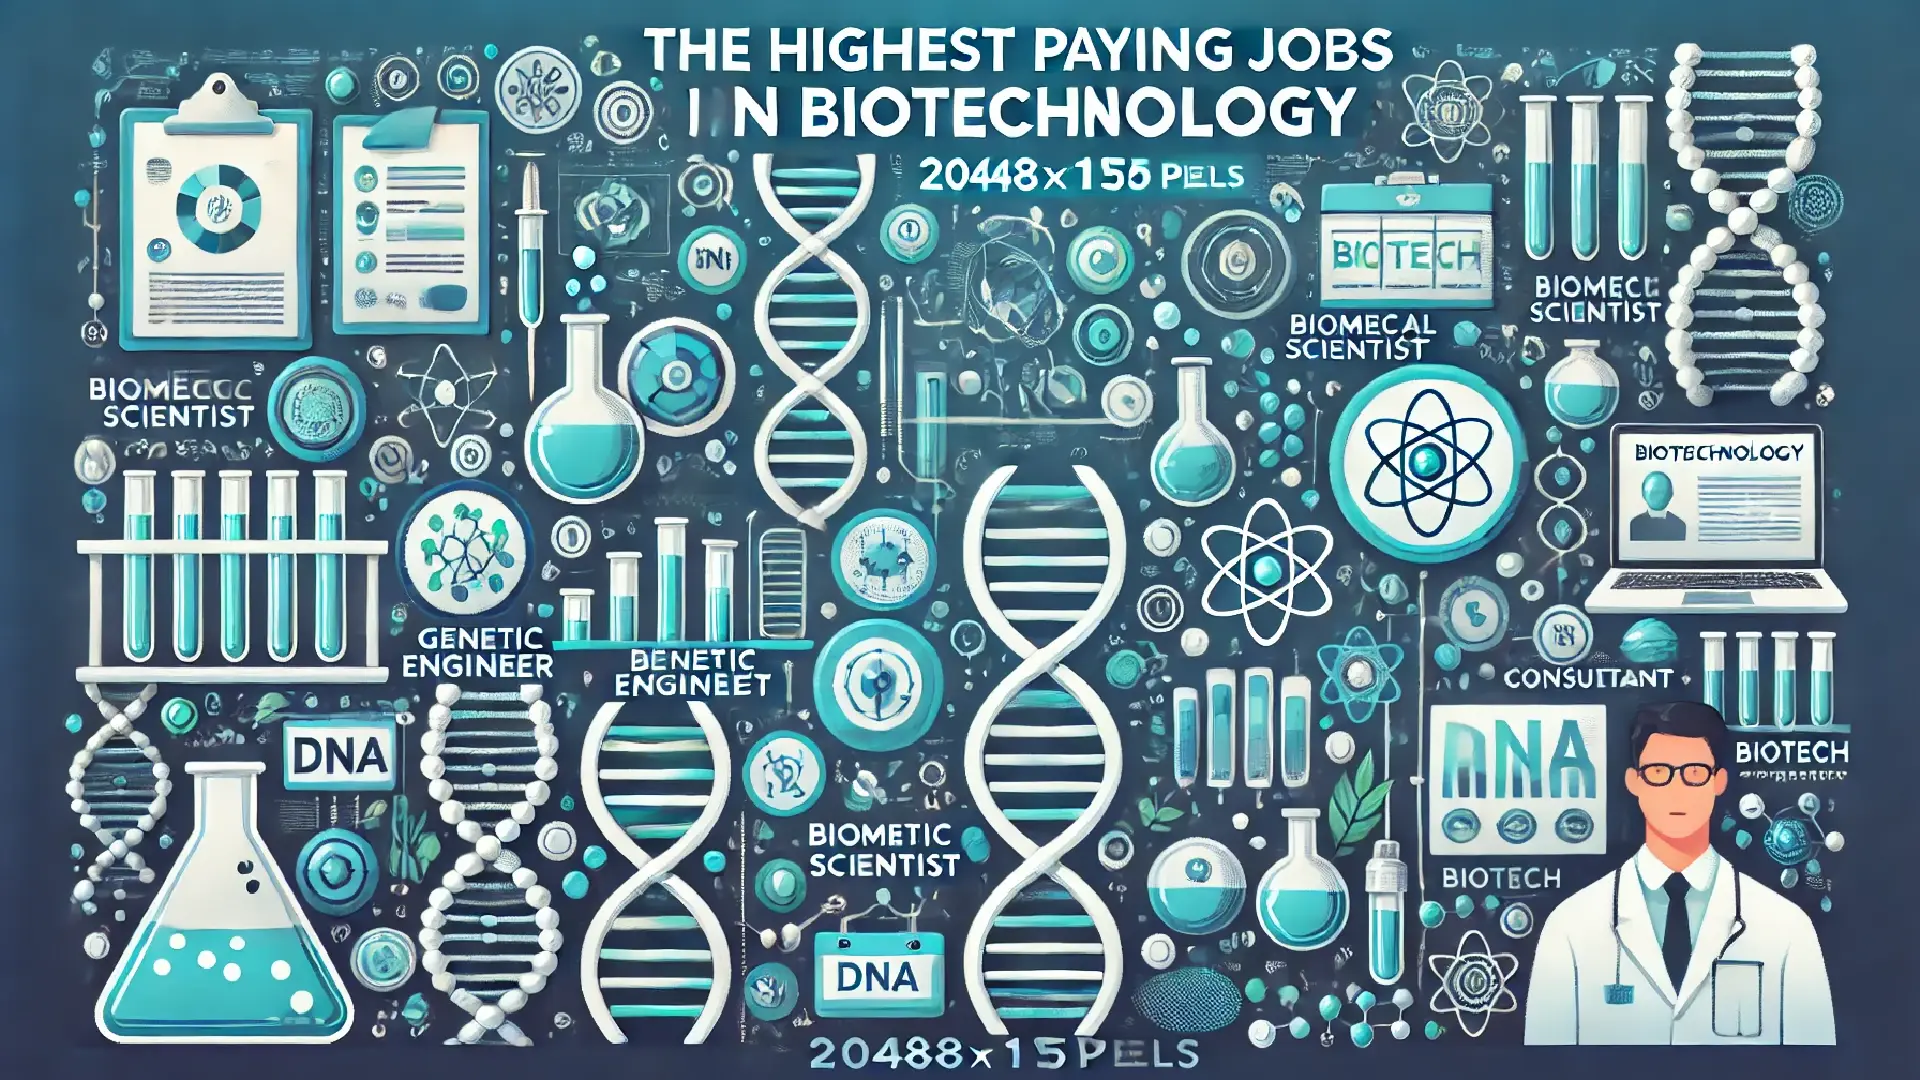 THE HIGHEST PAYING JOBS
IN BIOTECHNOLOGY
20448x155 PELS
BIOTECH
BIOMECL
SCIENTIST
BIOMECAL
SCIENTIST
BIOMECCC
SCIENTIST
BIOTECHNOLOGY
GENETIC
ENGINEER
BENETIC
ENGINEET
CONSUITANT
DNA
BIOTECH
BIOMETIC
SCIENTIST
BIOTECH
DNA
20488x15PELS